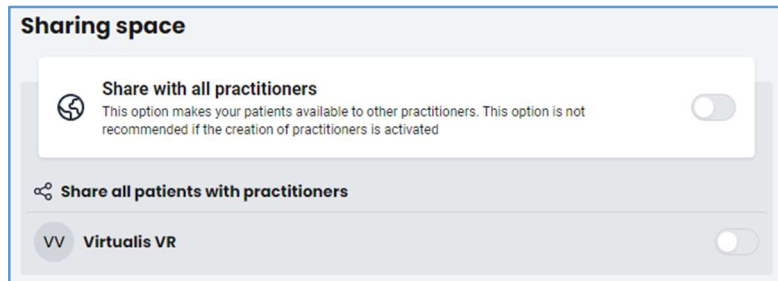 Sharing space
Share with all practitioners
This option makes your patients available to other practitioners. This option is not
recommended if the creation of practitioners is activated
Share all patients with practitioners
VV Virtualis VR